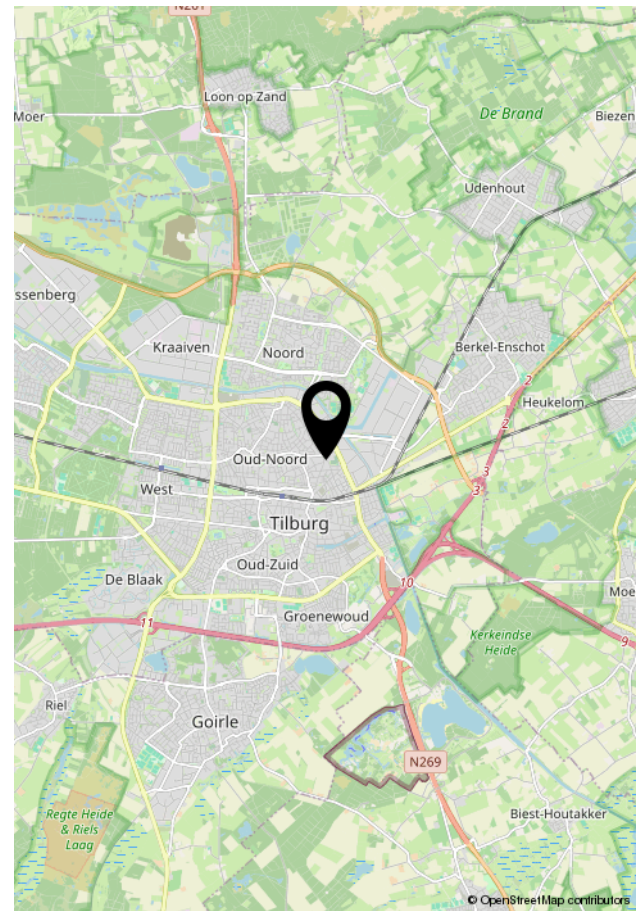 N261
Loon op Zand
Moer
De Brand
Biezen
Udenhout
ssenberg
Kraaiven
Noord
Berkel-Enschot
2
Heukelom
2
Oud-Noord
3
West
3
Tilburg
Oud-Zuid
De Blaak
10
Moe
Groenewoud
11
Kerkeindse
Heide
9
Riel
Goirle
N269
Regte Heide
& Riels
Laag
Biest-Houtakker
© OpenStreetMap contributors